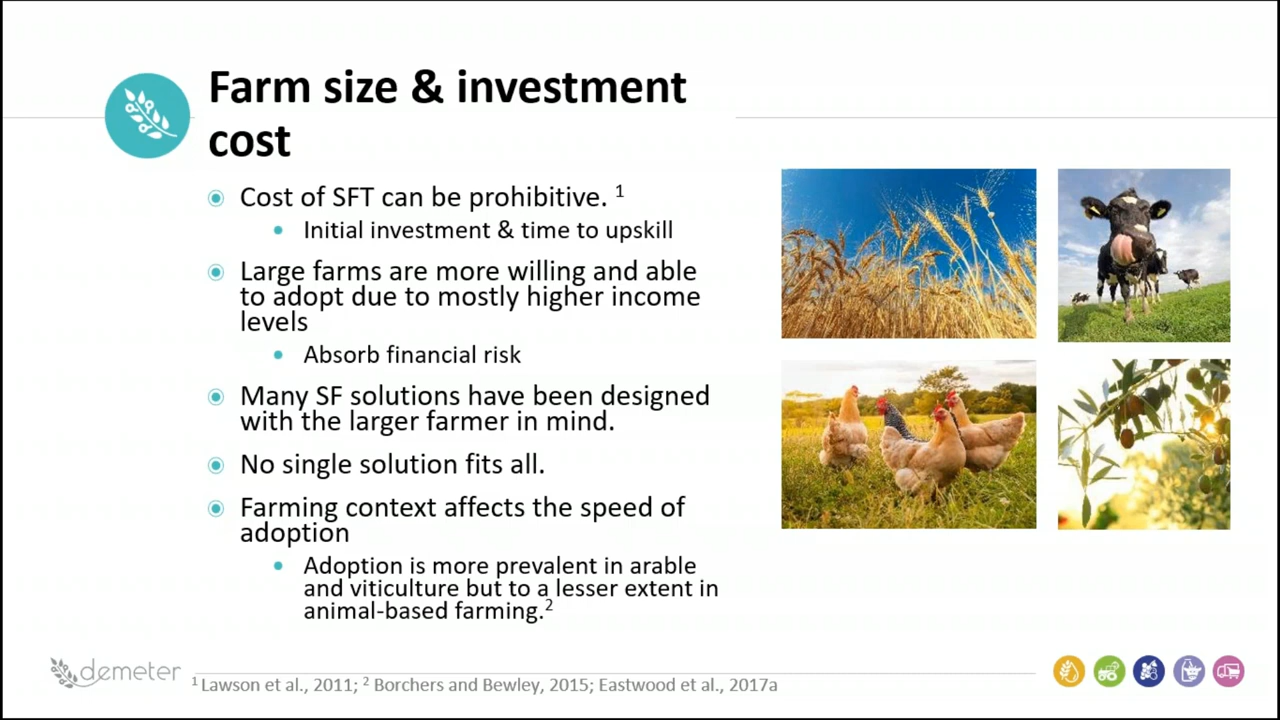 Farm size & investment
cost
Cost of SFT can be prohibitive. 1
Initial investment & time to upskill
Large farms are more willing and able
to adopt due to mostly higher income
levels
Absorb financial risk
Many SF solutions have been designed
with the larger farmer in mind.
No single solution fits all.
Farming context affects the speed of
adoption
Adoption is more prevalent in arable
and viticulture but to a lesser extent in
animal-based farming.2
demeter
1 Lawson et al., 2011; 2 Borchers and Bewley, 2015; Eastwood et al., 2017a